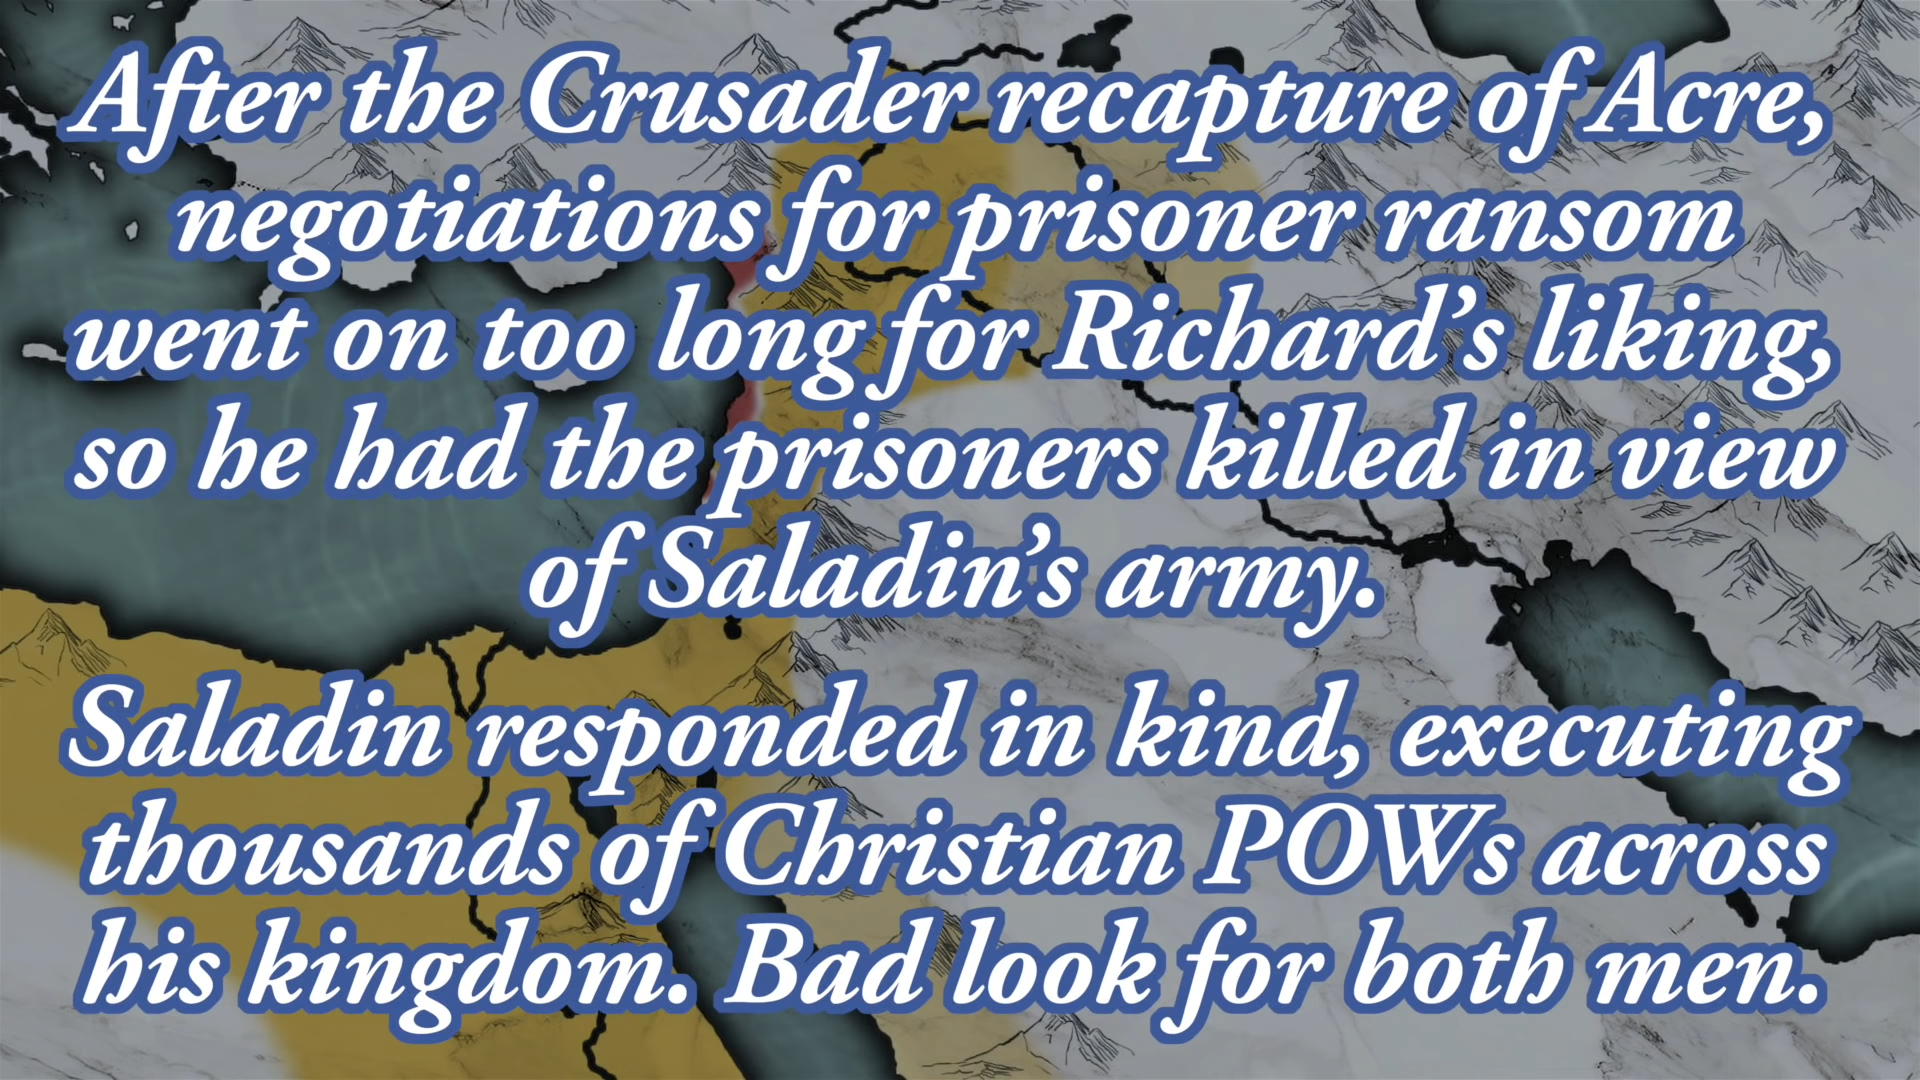 After the Crusader recapture of Acre,
negotiations for prisoner ransom
went on too long for Richard’s liking,
so he had the prisoners killed in view
of Saladin’s army.
Saladin responded in kind, executing
thousands of Christian POWs across
his kingdom. Bad look for both men.